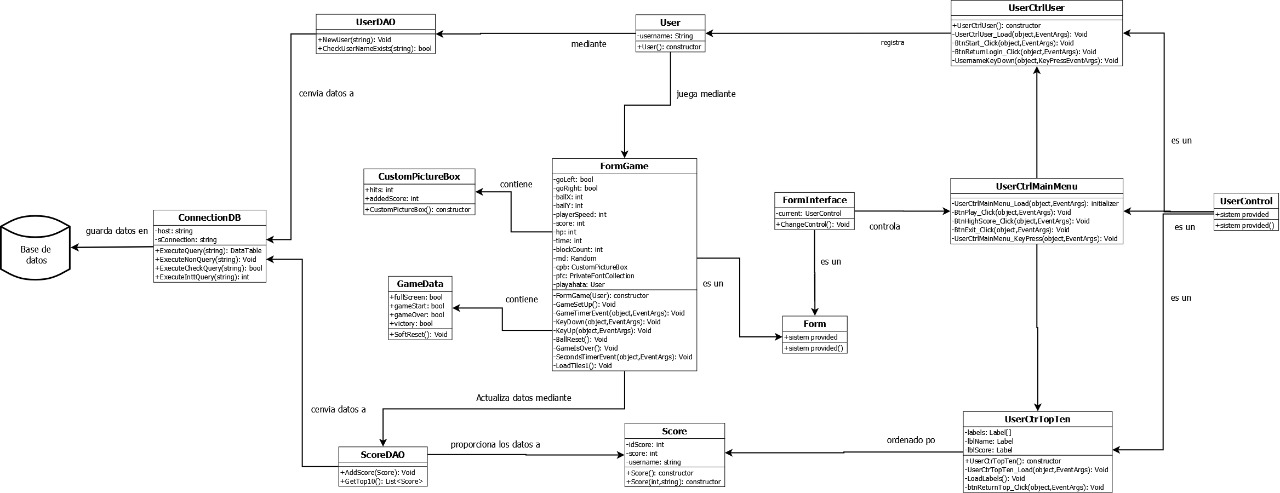 UserDAO
+NewUser(string): Void
+CheckUserNameExists(string): bool
mediante
User
-username: String
+User(): constructor
registra
UserCtrlUser
+UserCtrlUser(): constructor
-UserCtrlUser_Load(object,EventArgs): Void
-BtnStart_Click(object,EventArgs): Void
-BtnReturnLogin_Click(object,EventArgs): Void
-UsernameKeyDown(object,KeyPressEventArgs): Void
cenvia datos a
juega mediante
es un
CustomPictureBox
+hits: int
+addedScore: int
+CustomPictureBox(): constructor
contiene
FormGame
-goLeft: bool
-goRight: bool
-ballX: int
-ballY: int
-playerSpeed: int
-score: int
-hp: int
-time: int
-blockCount: int
-rnd: Random
-cpb: CustomPictureBox
-pfc: PrivateFontCollection
-playahata: User
-FormGame(User): constructor
-GameSetUp(): Void
-GameTimerEvent(object,EventArgs): Void
-KeyDown(object,EventArgs): Void
-KeyUp(object,EventArgs): Void
-BallReset(): Void
-GameIsOver(): Void
-SecondsTimerEvent(object,EventArgs): Void
-LoadTiles1(): Void
FormInterface
-current: UserControl
+ChangeControl(): Void
controla
UserCtrlMainMenu
-UserCtrlMainMenu_Load(object,EventArgs): Initializer
-BtnPlay_Click(object,EventArgs): Void
-BtnHighScore_Click(object,EventArgs): Void
-BtnExit_Click(object,EventArgs): Void
-UserCtrlMainMenu_KeyPress(object,EventArgs): Void
es un
UserControl
+sistem provided
+sistem provided()
Base de
datos
guarda datos en
ConnectionDB
-host: string
-sConnection: string
+ExecuteQuery(string): DataTable
+ExecuteNonQuery(string): Void
+ExecuteCheckQuery(string): bool
+ExecuteInttQuery(string): int
GameData
+fullScreen: bool
+gameStart: bool
+gameOver: bool
+victory: bool
+SoftReset(): Void
contiene
es un
es un
Form
+sistem provided
+sistem provided()
es un
cenvia datos a
Actualiza datos mediante
ScoreDAO
+AddScore(Score): Void
+GetTop10(): List<Score>
proporciona los datos a
Score
-idScore: int
-score: int
-username: string
+Score(): constructor
+Score(int,string): constructor
ordenado po
UserCtrTopTen
-labels: Label[]
-lblName: Label
-lblScore: Label
+UserCtrTopTen(): constructor
-UserCtrTopTen_Load(object,EventArgs): Void
-LoadLabels(): Void
-btnReturnTop_Click(object,EventArgs): Void